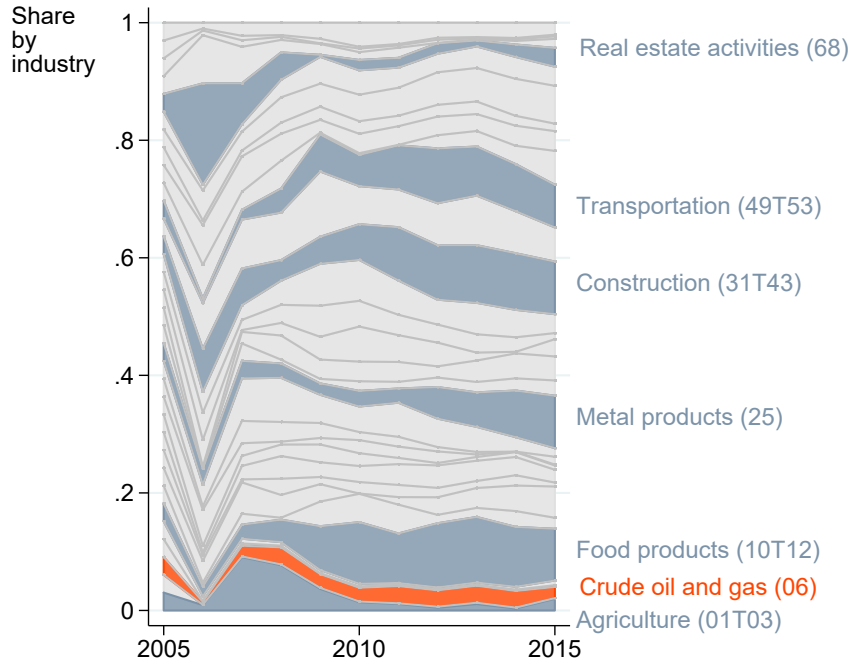 Share
by
industry
1
.8
.6
.4
.2
0
2005
2010
2015
Real estate activities (68)
Transportation (49T53)
Construction (31T43)
Metal products (25)
Food products (10T12)
Crude oil and gas (06)
Agriculture (01T03)